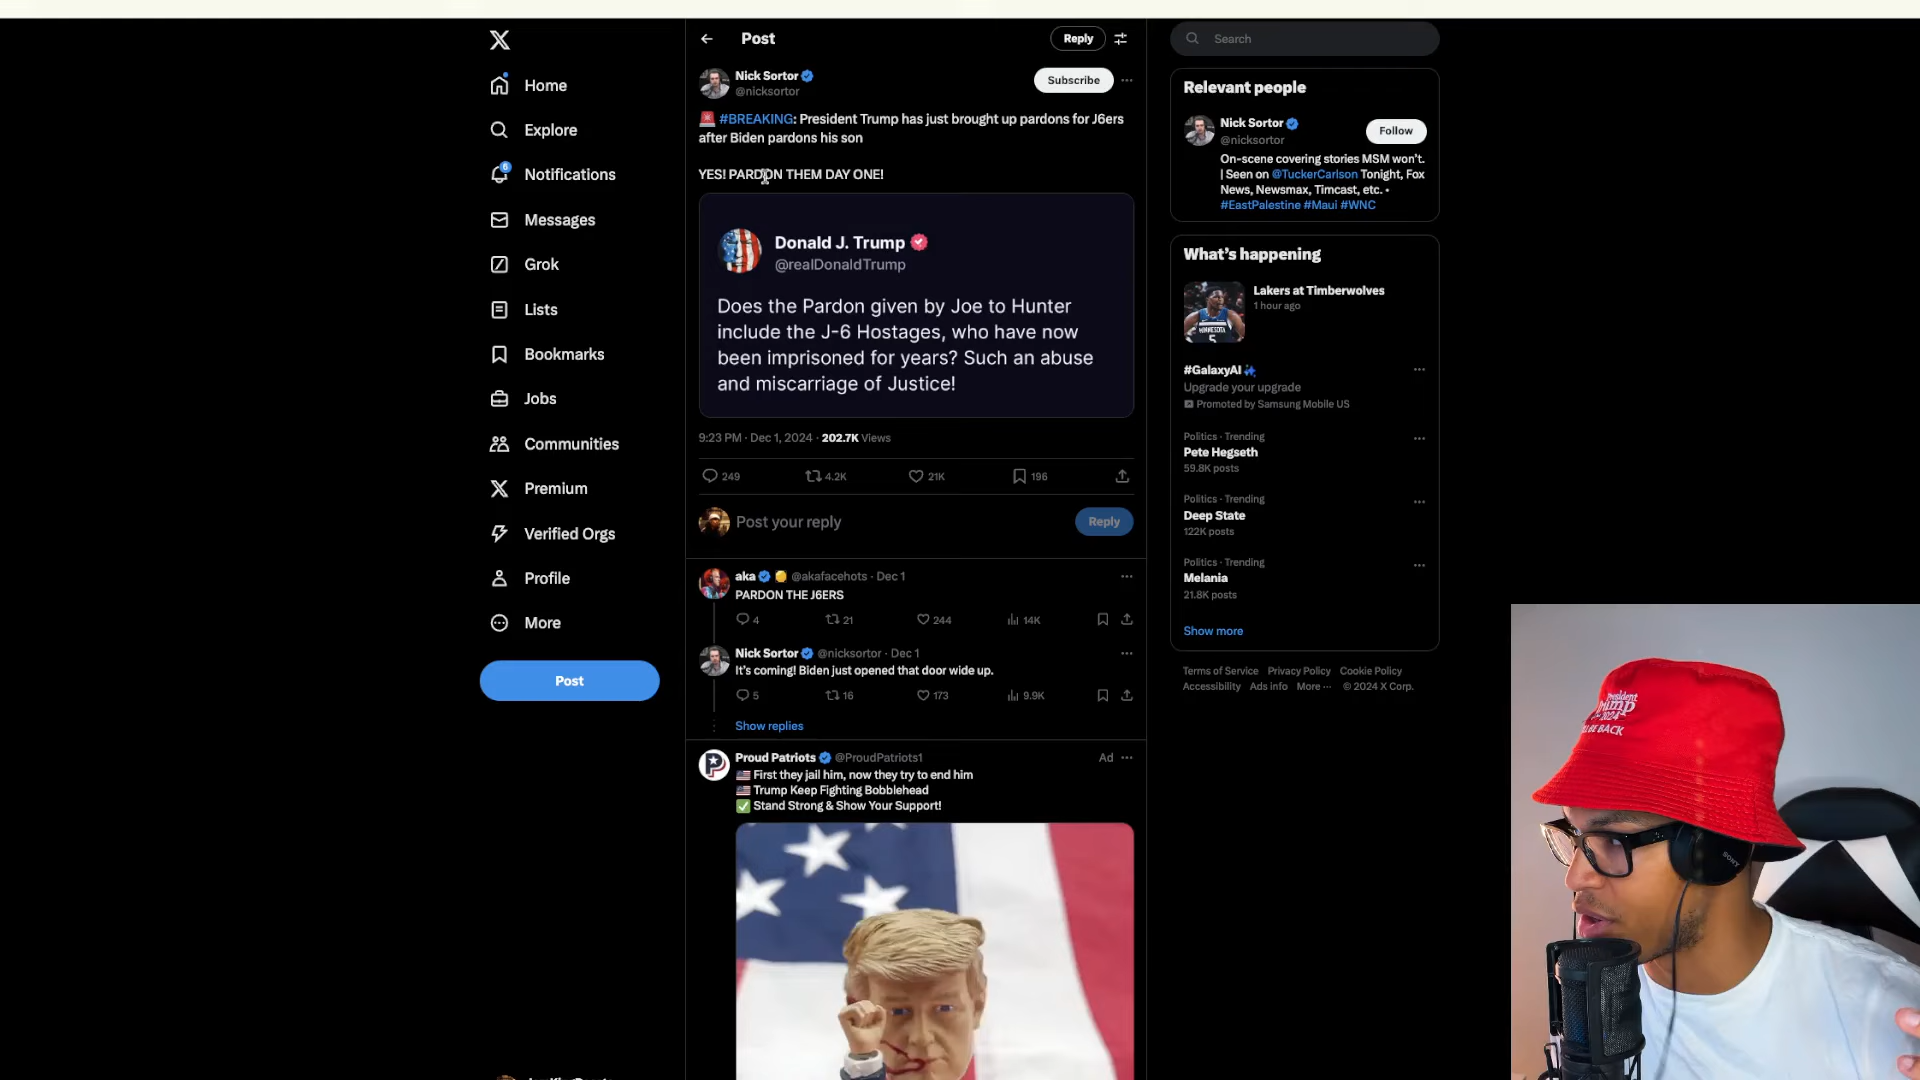 Home
Explore
6
Notifications
Messages
Grok
Lists
Bookmarks
Jobs
Communities
Premium
Verified Orgs
Profile
More
Post
Post
Reply
Nick Sortor
@nicksortor
Subscribe
🚨 #BREAKING: President Trump has just brought up pardons for J6ers
after Biden pardons his son
YES! PARDON THEM DAY ONE!
Donald J. Trump
@realDonaldTrump
Does the Pardon given by Joe to Hunter
include the J-6 Hostages, who have now
been imprisoned for years? Such an abuse
and miscarriage of Justice!
9:23 PM · Dec 1, 2024 · 202.7K Views
249 4.2K 21K 196
Post your reply
Reply
aka @akafacehots · Dec 1
PARDON THE J6ERS
4 21 244 14K
Nick Sortor @nicksortor · Dec 1
It's coming! Biden just opened that door wide up.
5 16 173 9.9K
Show replies
Proud Patriots @ProudPatriots1 Ad
🇺🇸 First they jail him, now they try to end him
🇺🇸 Trump Keep Fighting Bobblehead
✅ Stand Strong & Show Your Support!
Search
Relevant people
Nick Sortor
@nicksortor
Follow
On-scene covering stories MSM won't.
| Seen on @TuckerCarlson Tonight, Fox
News, Newsmax, Timcast, etc. •
#EastPalestine #Maui #WNC
What's happening
Lakers at Timberwolves
1 hour ago
MINNESOTA
5
#GalaxyAI
Upgrade your upgrade
Promoted by Samsung Mobile US
Politics · Trending
Pete Hegseth
59.8K posts
Politics · Trending
Deep State
122K posts
Politics · Trending
Melania
21.8K posts
Show more
Terms of Service Privacy Policy Cookie Policy
Accessibility Ads info More ··· © 2024 X Corp.
President
Trump
2024
I'LL BE BACK
SONY